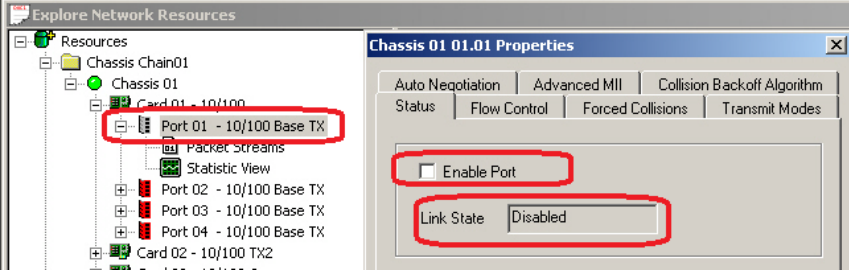 Explore Network Resources
Resources
Chassis Chain01
Chassis 01
Card 01 - 10/100
Port 01 - 10/100 Base TX
Packet Streams
Statistic View
Port 02 - 10/100 Base TX
Port 03 - 10/100 Base TX
Port 04 - 10/100 Base TX
Card 02 - 10/100 TX2
Chassis 01 01.01 Properties
Auto Negotiation Advanced MII Collision Backoff Algorithm
Status Flow Control Forced Collisions Transmit Modes
Enable Port
Link State Disabled